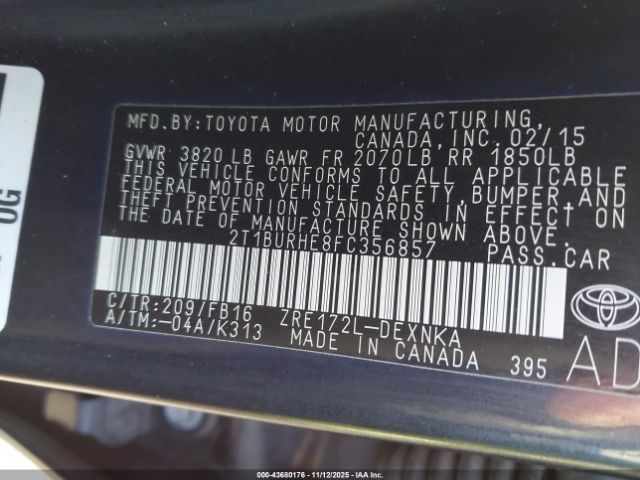 MFD.BY:TOYOTA MOTOR MANUFACTURING,
CANADA,INC. 02/15
GVWR 3820 LB GAWR FR 2070LB RR 1850LB
THIS VEHICLE CONFORMS TO ALL APPLICABLE
FEDERAL MOTOR VEHICLE SAFETY, BUMPER, AND
THEFT PREVENTION STANDARDS IN EFFECT ON
THE DATE OF MANUFACTURE SHOWN ABOVE.
2T1BURHE8FC356857 PASS.CAR
C/TR:209/FB16 ZRE172L-DEXNKA
A/TM:-04A/K313 MADE IN CANADA 395
AD
TOYOTA
OG
000-43680176 - 11/12/2025 - IAA Inc.